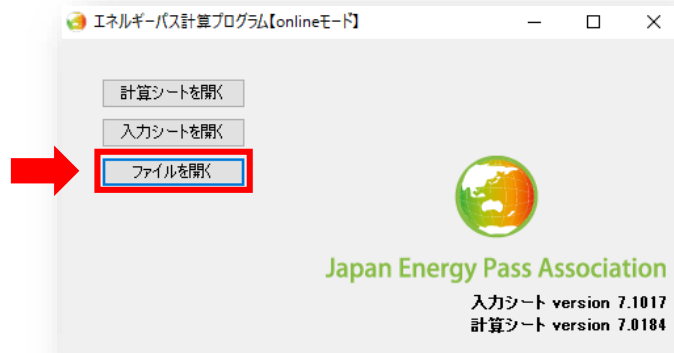 エネルギーパス計算プログラム【onlineモード】
計算シートを開く
入力シートを開く
ファイルを開く
Japan Energy Pass Association
入力シート version 7.1017
計算シート version 7.0184